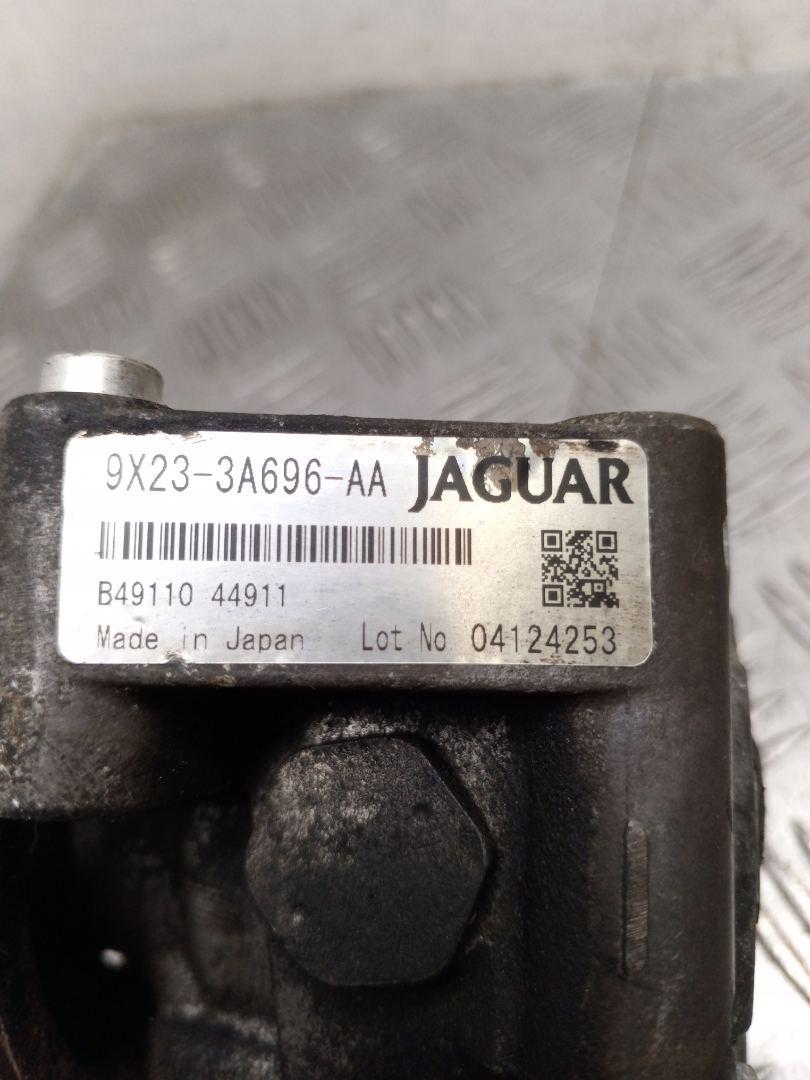 9X23-3A696-AA JAGUAR
B49110 44911
Made in Japan Lot No 04124253